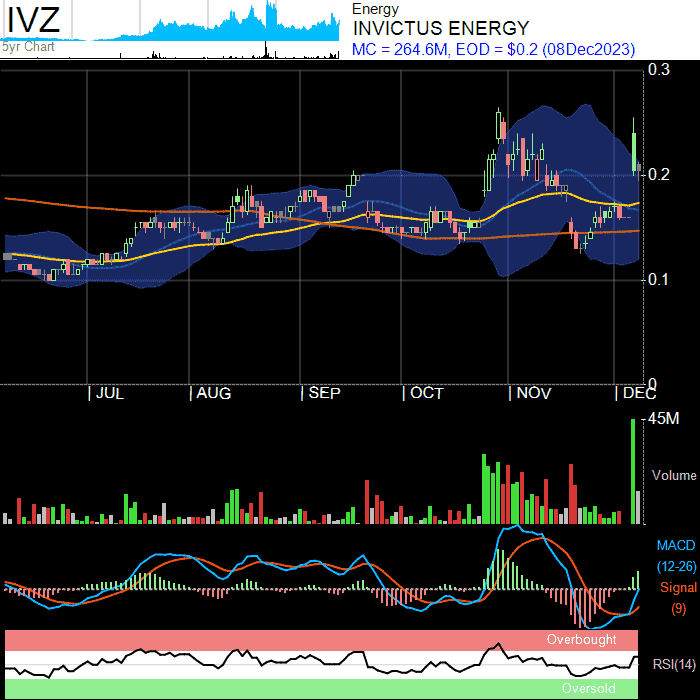 IVZ
5yr Chart
Energy
INVICTUS ENERGY
MC = 264.6M, EOD = $0.2 (08Dec2023)
0.3
0.2
0.1
0
| JUL | AUG | SEP | OCT | NOV | DEC
45M
Volume
MACD
(12-26)
Signal
(9)
Overbought
RSI(14)
Oversold